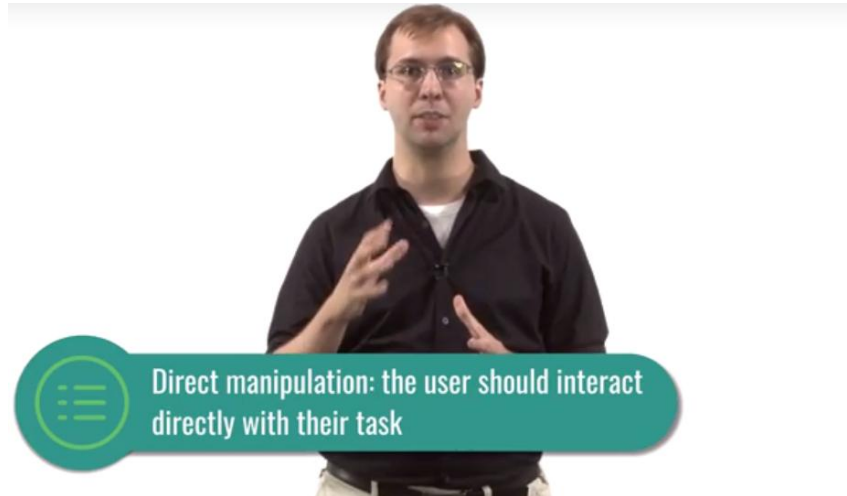 Direct manipulation: the user should interact
directly with their task